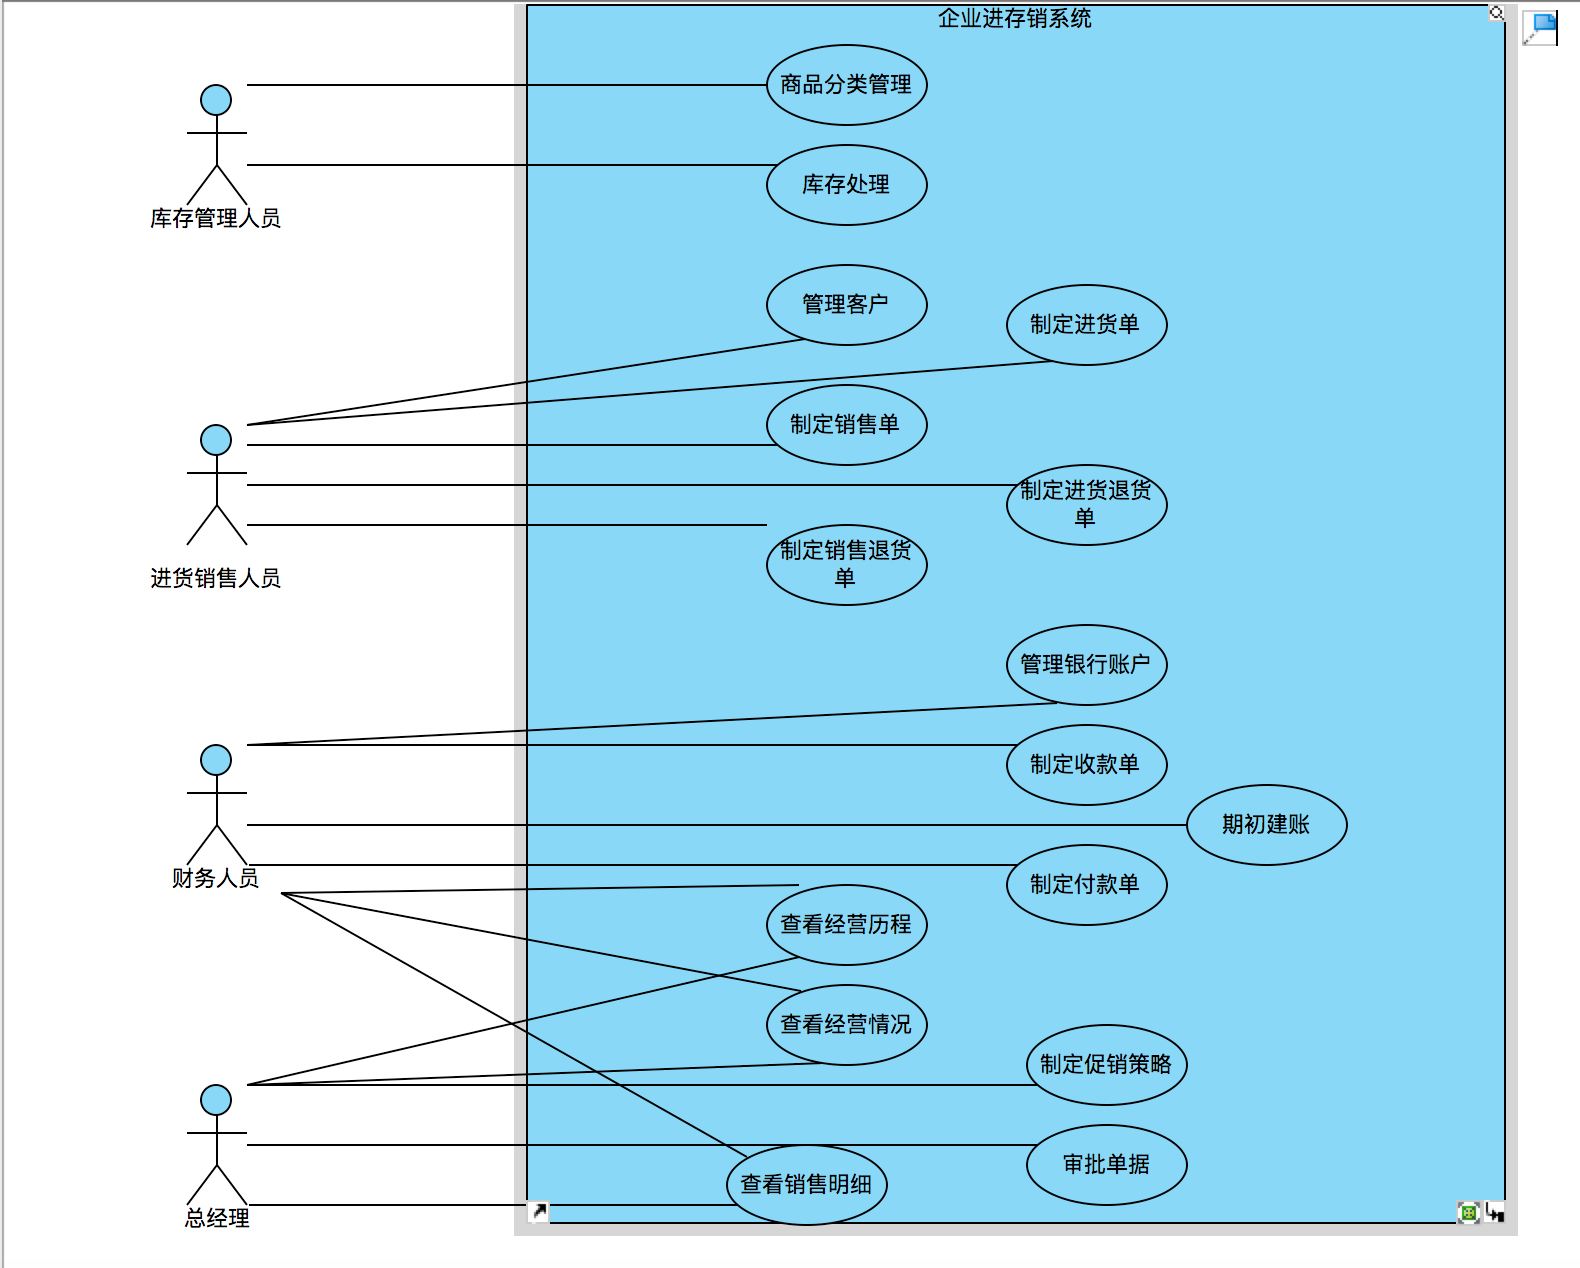 企业进存销系统
商品分类管理
库存处理
库存管理人员
管理客户
制定进货单
制定销售单
制定进货退货
单
制定销售退货
单
进货销售人员
管理银行账户
制定收款单
期初建账
财务人员
制定付款单
查看经营历程
查看经营情况
制定促销策略
审批单据
查看销售明细
总经理